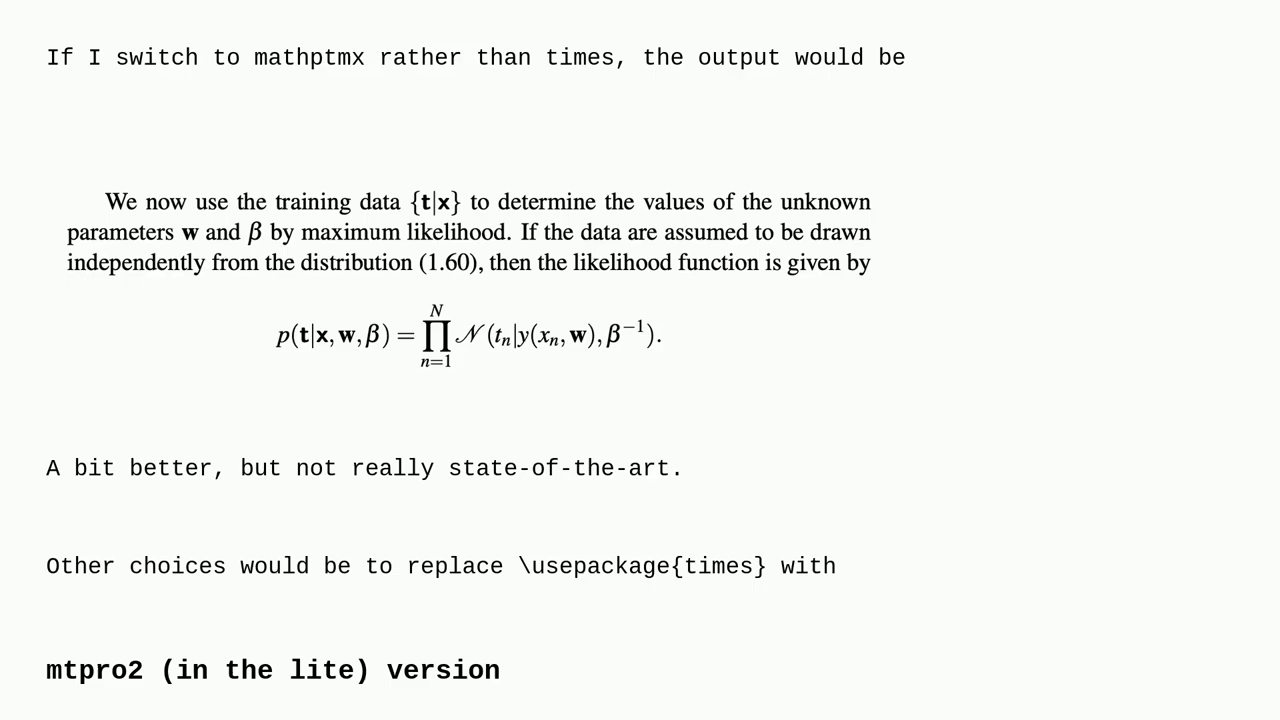 If I switch to mathptmx rather than times, the output would be
We now use the training data {t|x} to determine the values of the unknown
parameters w and β by maximum likelihood. If the data are assumed to be drawn
independently from the distribution (1.60), then the likelihood function is given by
p(t|x, w, β) = ∏_{n=1}^{N} 𝒩(t_n|y(x_n, w), β^{−1}).
A bit better, but not really state-of-the-art.
Other choices would be to replace \usepackage{times} with
mtpro2 (in the lite) version